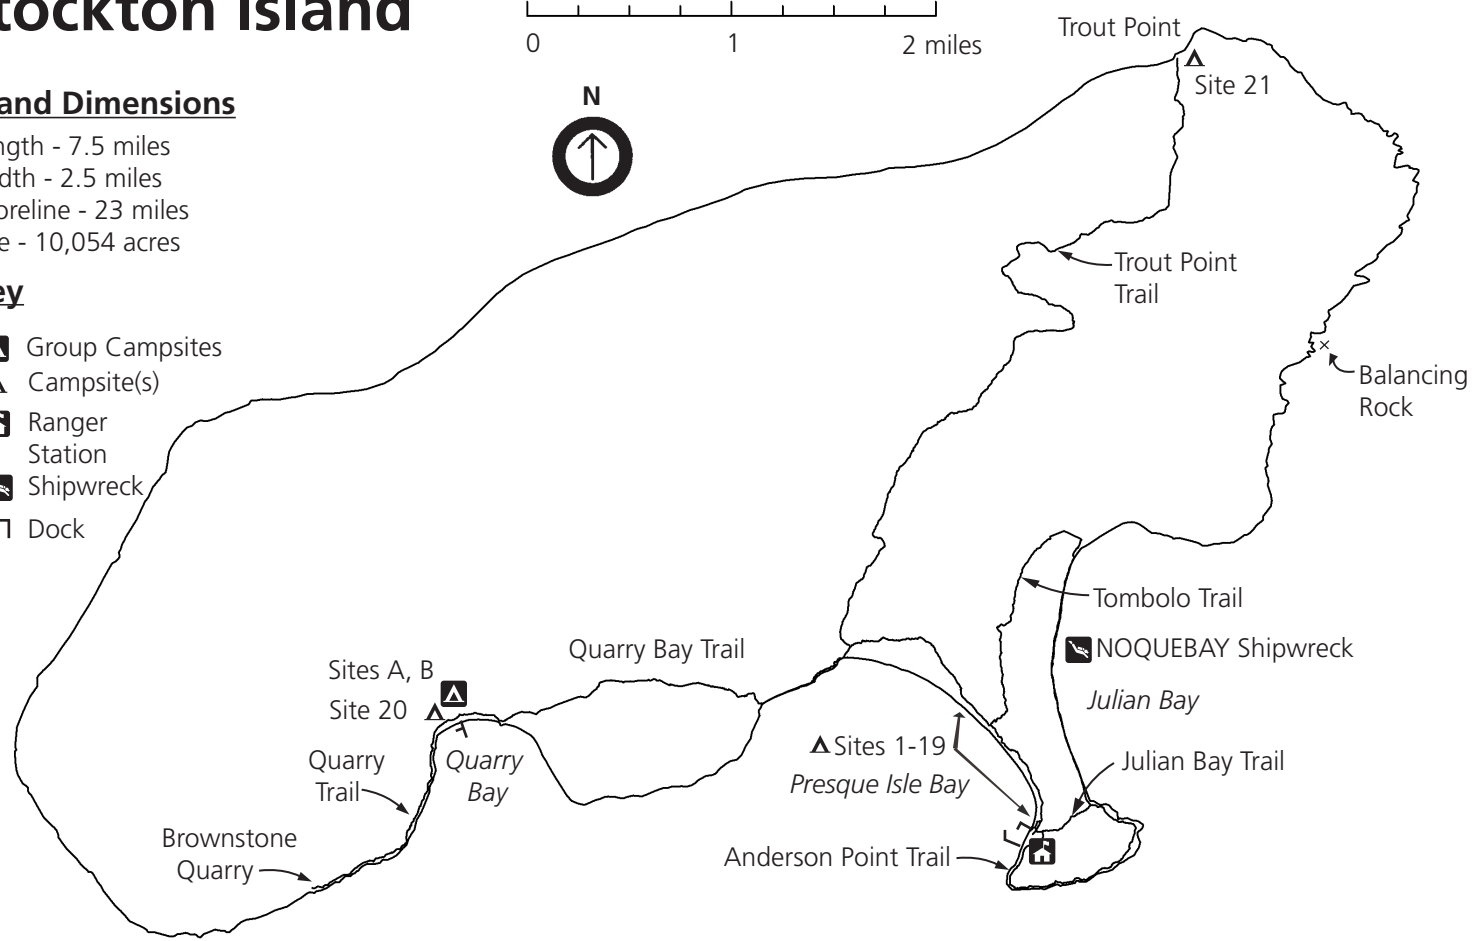 tockton Island
0 1 2 miles
N
and Dimensions
ngth - 7.5 miles
dth - 2.5 miles
oreline - 23 miles
e - 10,054 acres
ey
Group Campsites
Campsite(s)
Ranger
Station
Shipwreck
Dock
Trout Point
Site 21
Trout Point
Trail
Balancing
Rock
Tombolo Trail
NOQUEBAY Shipwreck
Julian Bay
Quarry Bay Trail
Sites A, B
Site 20
Quarry
Trail
Quarry
Bay
Sites 1-19
Presque Isle Bay
Julian Bay Trail
Brownstone
Quarry
Anderson Point Trail